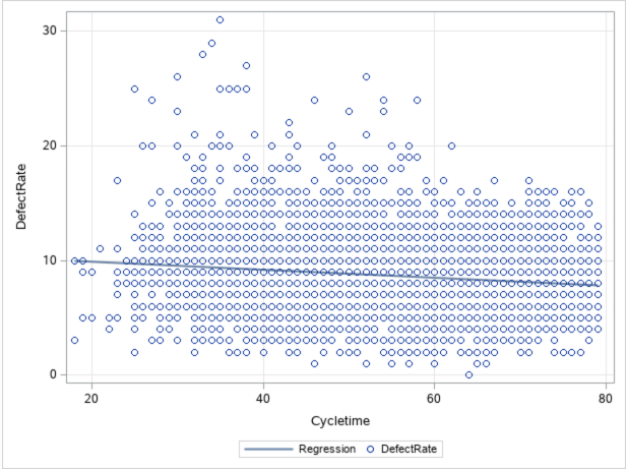 30
20
10
0
DefectRate
20 40 60 80
Cycletime
Regression DefectRate